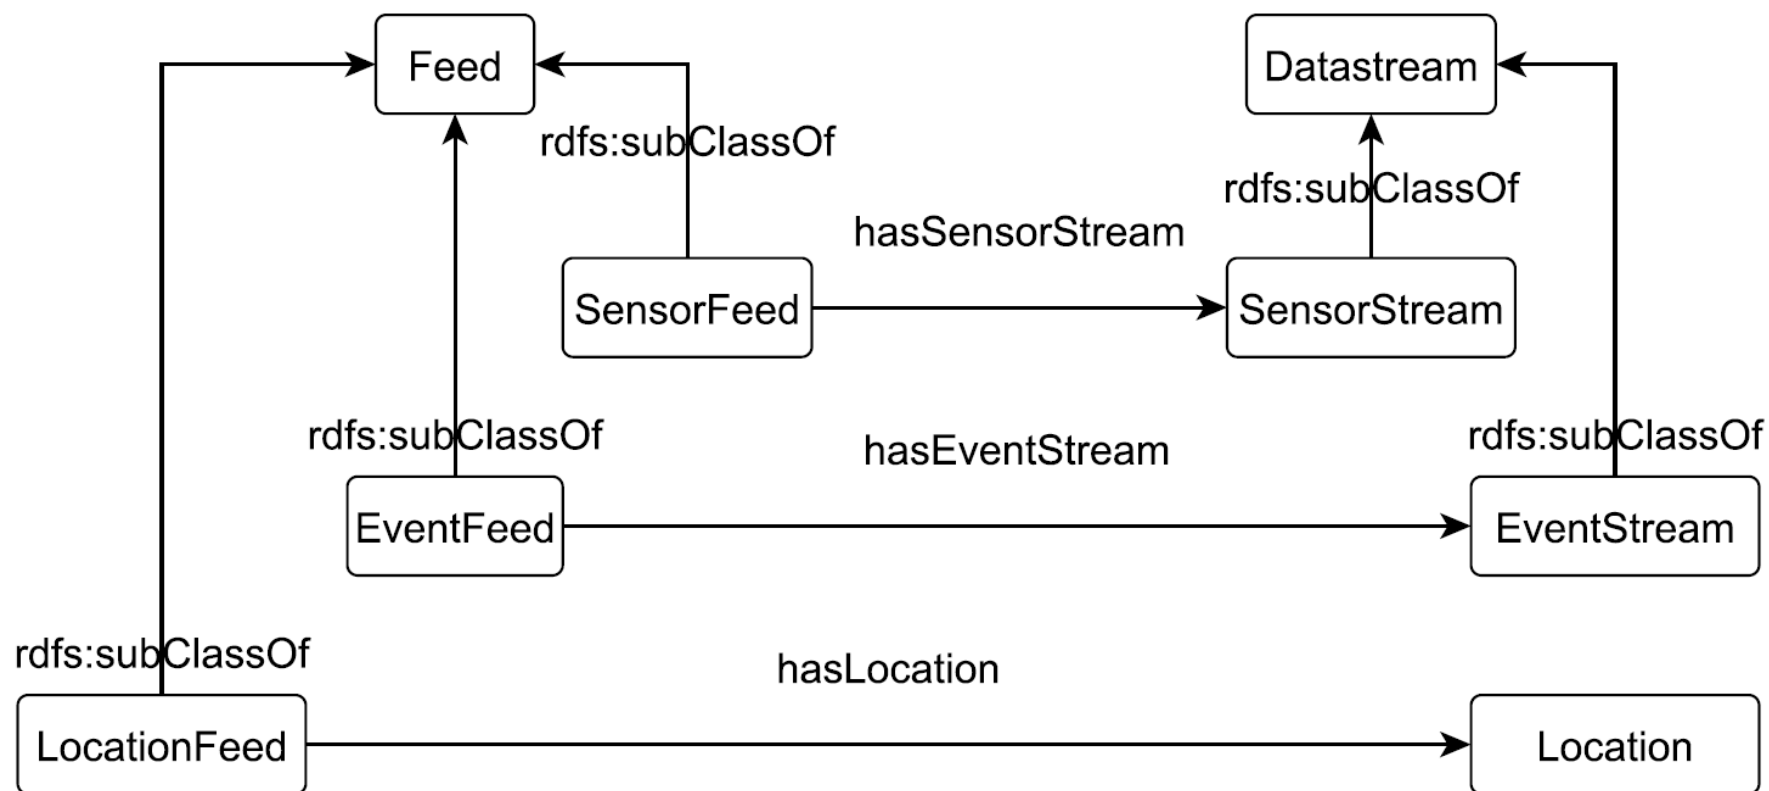 Feed
Datastream
rdfs:subClassOf
rdfs:subClassOf
hasSensorStream
SensorFeed
SensorStream
rdfs:subClassOf
hasEventStream
rdfs:subClassOf
EventFeed
EventStream
rdfs:subClassOf
hasLocation
LocationFeed
Location